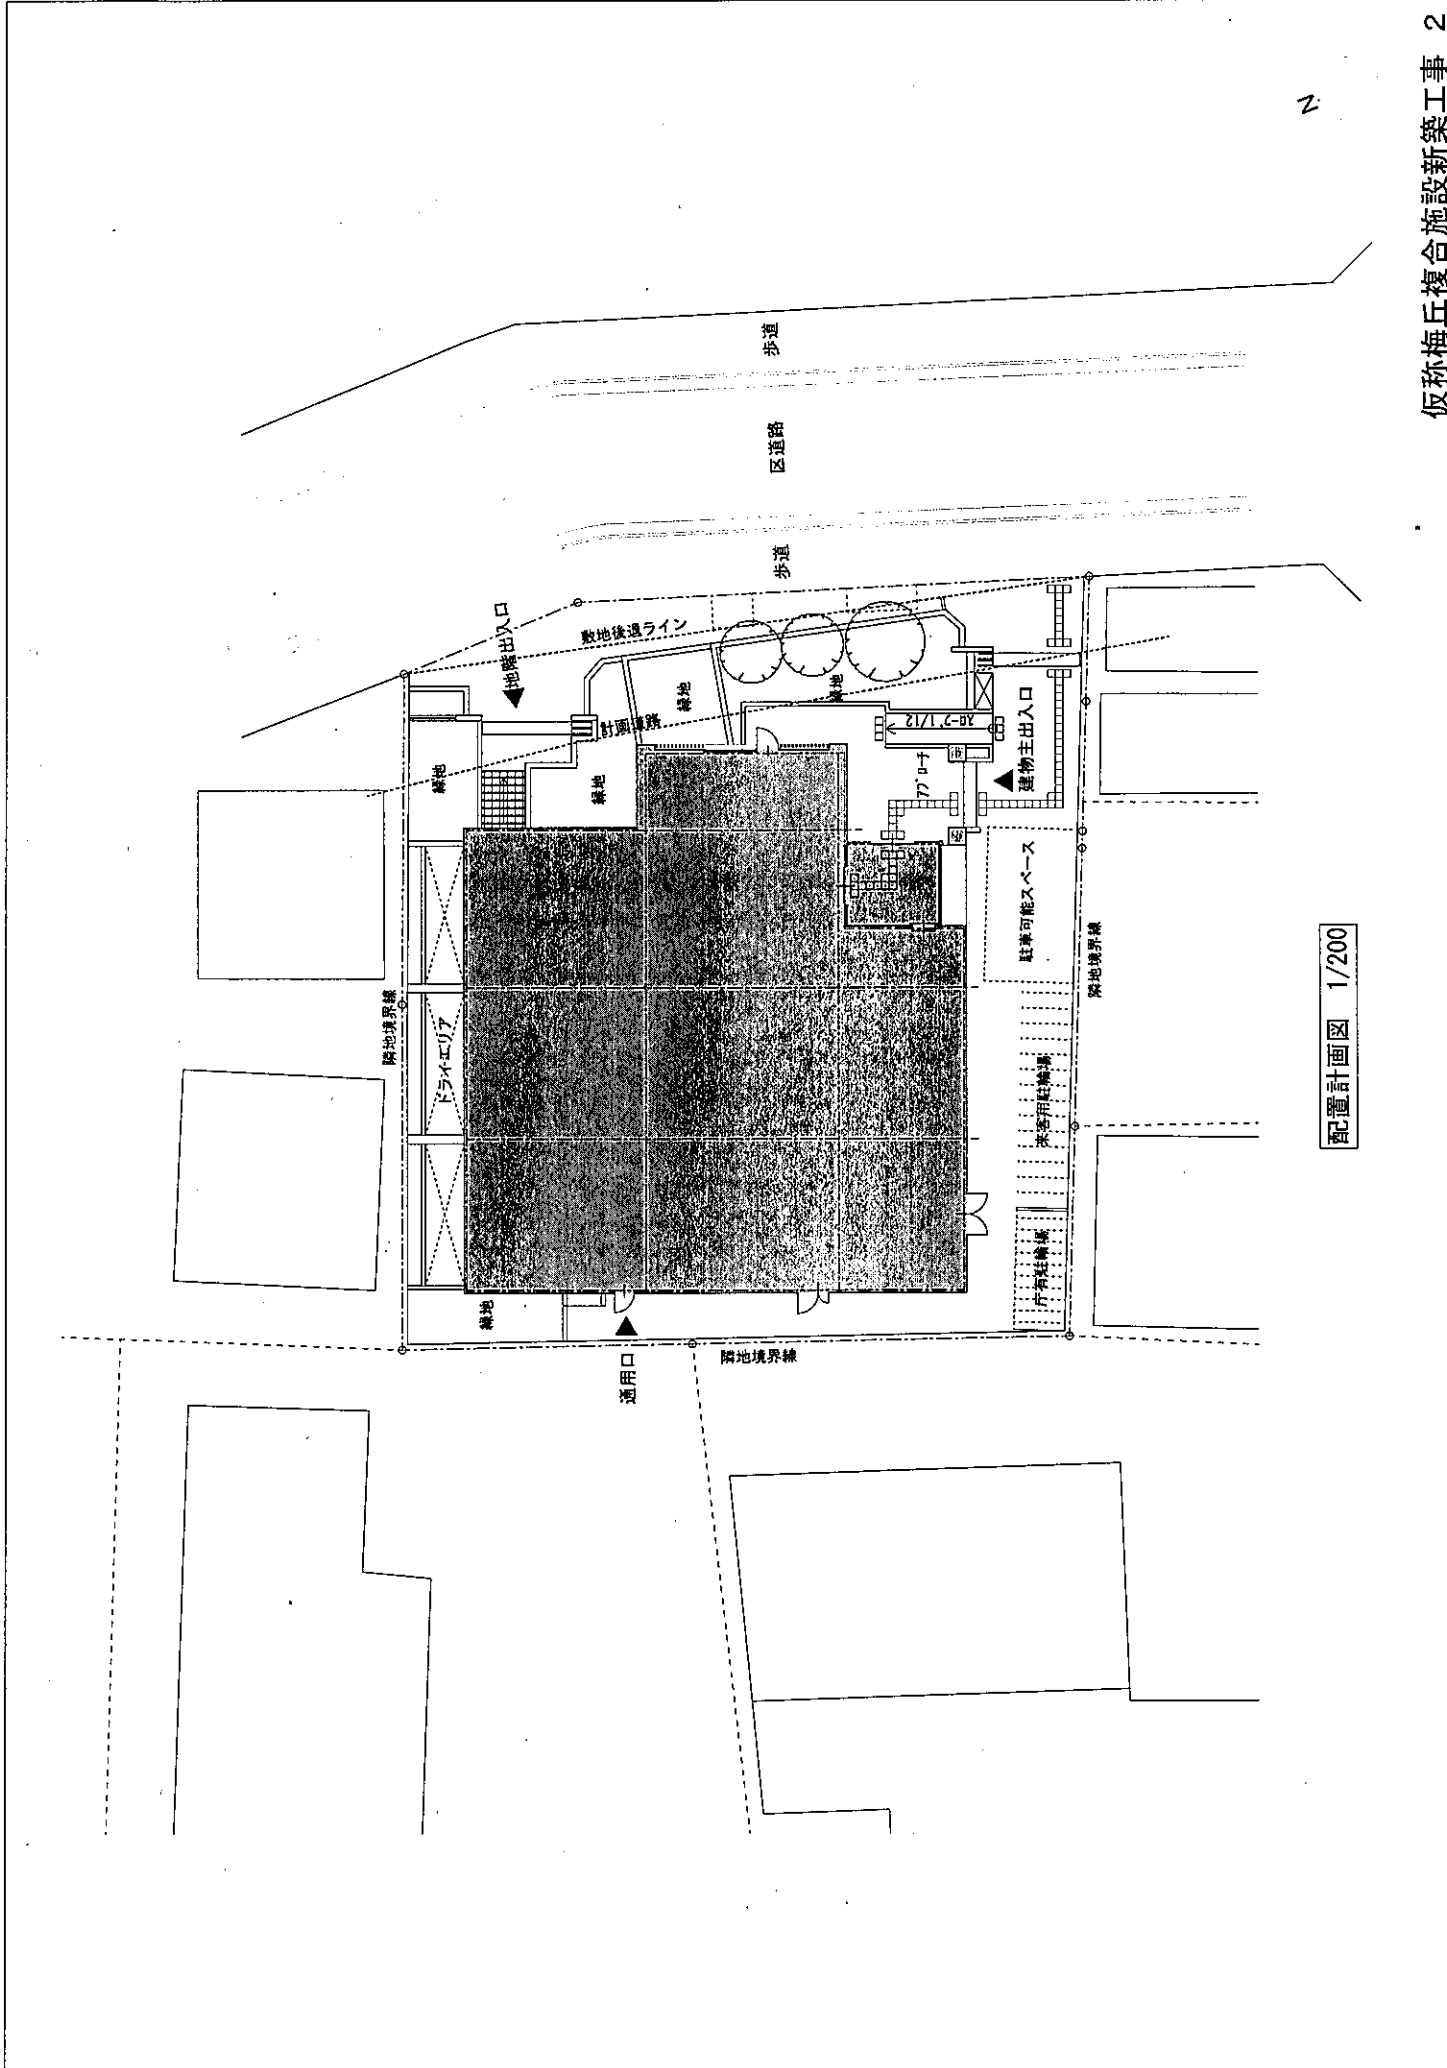 仮称梅丘複合施設新築工事 2
N
歩道
区道路
歩道
地階出入口
敷地後退ライン
計画道路
緑地
緑地
緑地
緑地
スロープ1/12
アプローチ
建物主出入口
駐車可能スペース
隣地境界線
ドライエリア
隣地境界線
来客用駐輪場
庁有駐輪場
緑地
通用口
隣地境界線
配置計画図 1/200